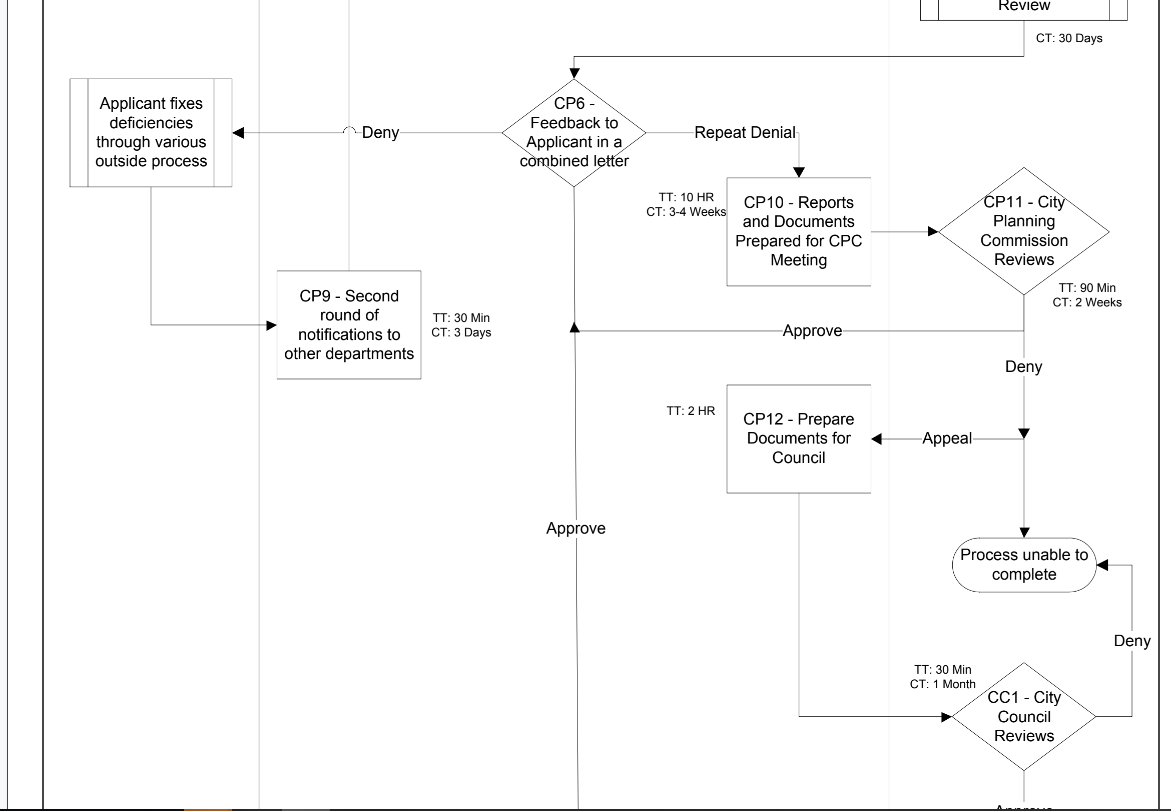 Review
CT: 30 Days
Applicant fixes
deficiencies
through various
outside process
Deny
CP6 -
Feedback to
Applicant in a
combined letter
Repeat Denial
TT: 10 HR
CT: 3-4 Weeks
CP10 - Reports
and Documents
Prepared for CPC
Meeting
CP11 - City
Planning
Commission
Reviews
TT: 90 Min
CT: 2 Weeks
CP9 - Second
round of
notifications to
other departments
TT: 30 Min
CT: 3 Days
Approve
Deny
TT: 2 HR
CP12 - Prepare
Documents for
Council
Appeal
Approve
Process unable to
complete
Deny
TT: 30 Min
CT: 1 Month
CC1 - City
Council
Reviews
Approve